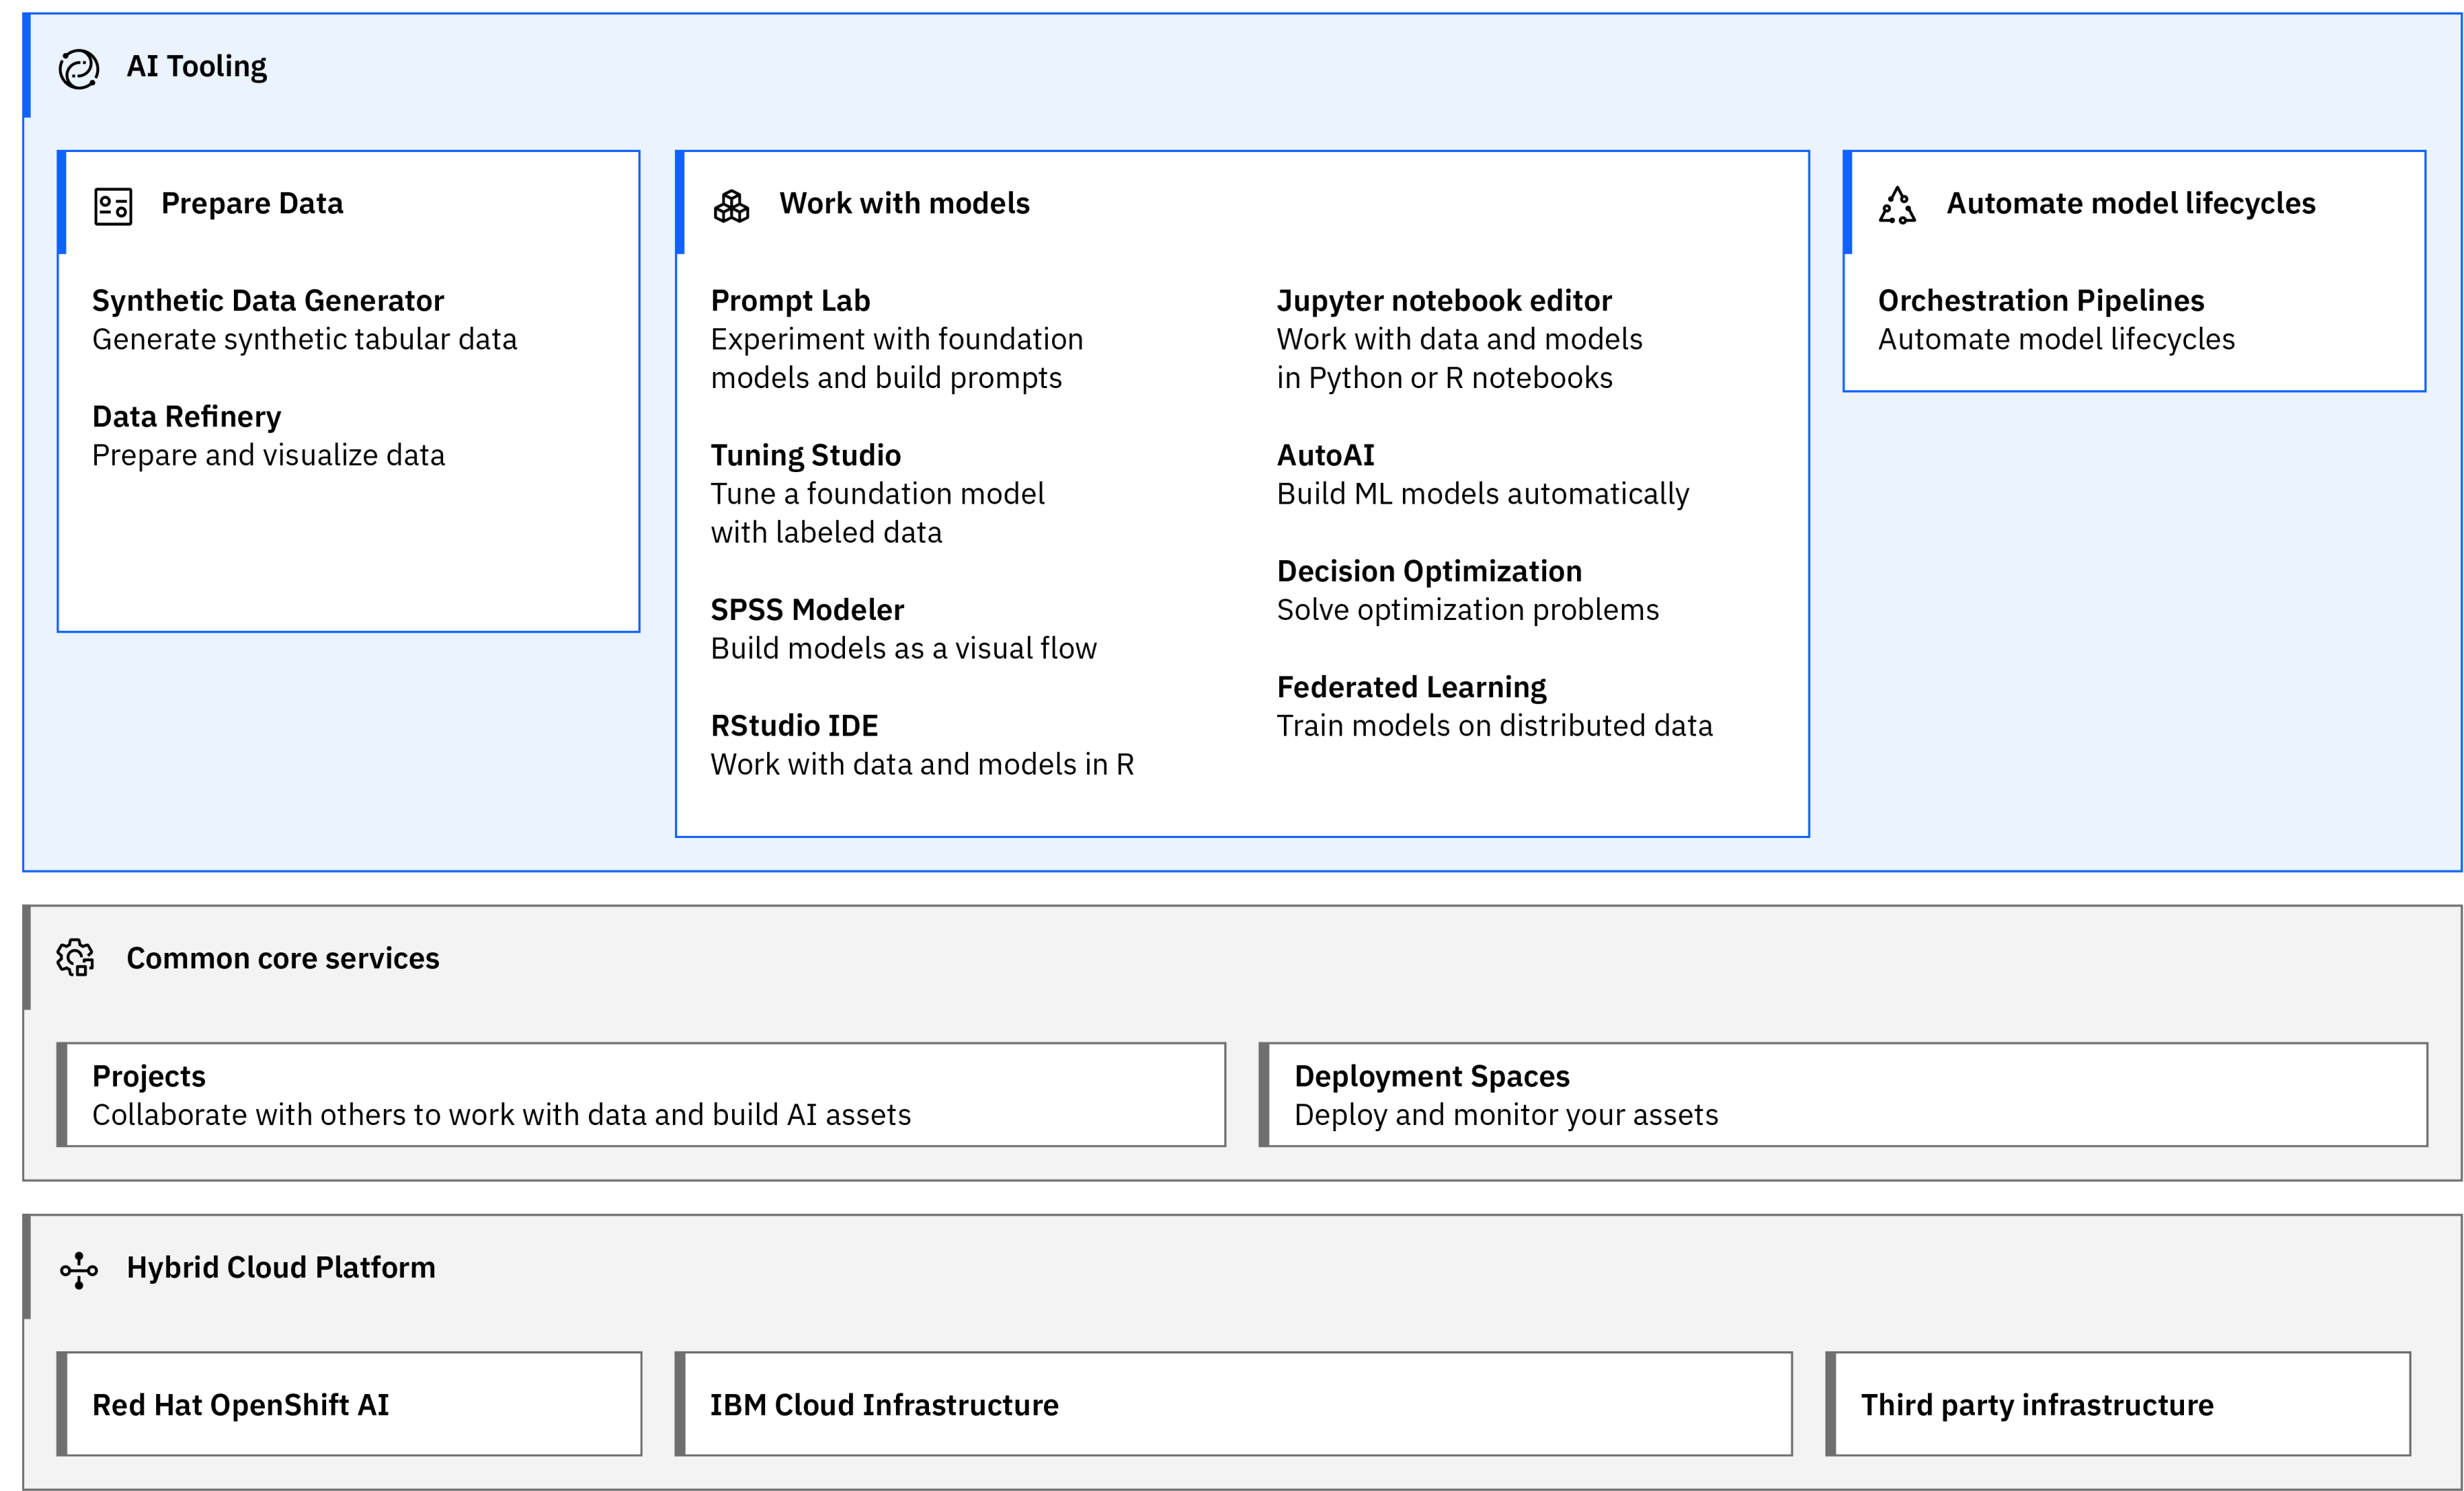 AI Tooling
Prepare Data
Synthetic Data Generator
Generate synthetic tabular data
Data Refinery
Prepare and visualize data
Work with models
Prompt Lab
Experiment with foundation
models and build prompts
Tuning Studio
Tune a foundation model
with labeled data
SPSS Modeler
Build models as a visual flow
RStudio IDE
Work with data and models in R
Jupyter notebook editor
Work with data and models
in Python or R notebooks
AutoAI
Build ML models automatically
Decision Optimization
Solve optimization problems
Federated Learning
Train models on distributed data
Automate model lifecycles
Orchestration Pipelines
Automate model lifecycles
Common core services
Projects
Collaborate with others to work with data and build AI assets
Deployment Spaces
Deploy and monitor your assets
Hybrid Cloud Platform
Red Hat OpenShift AI
IBM Cloud Infrastructure
Third party infrastructure